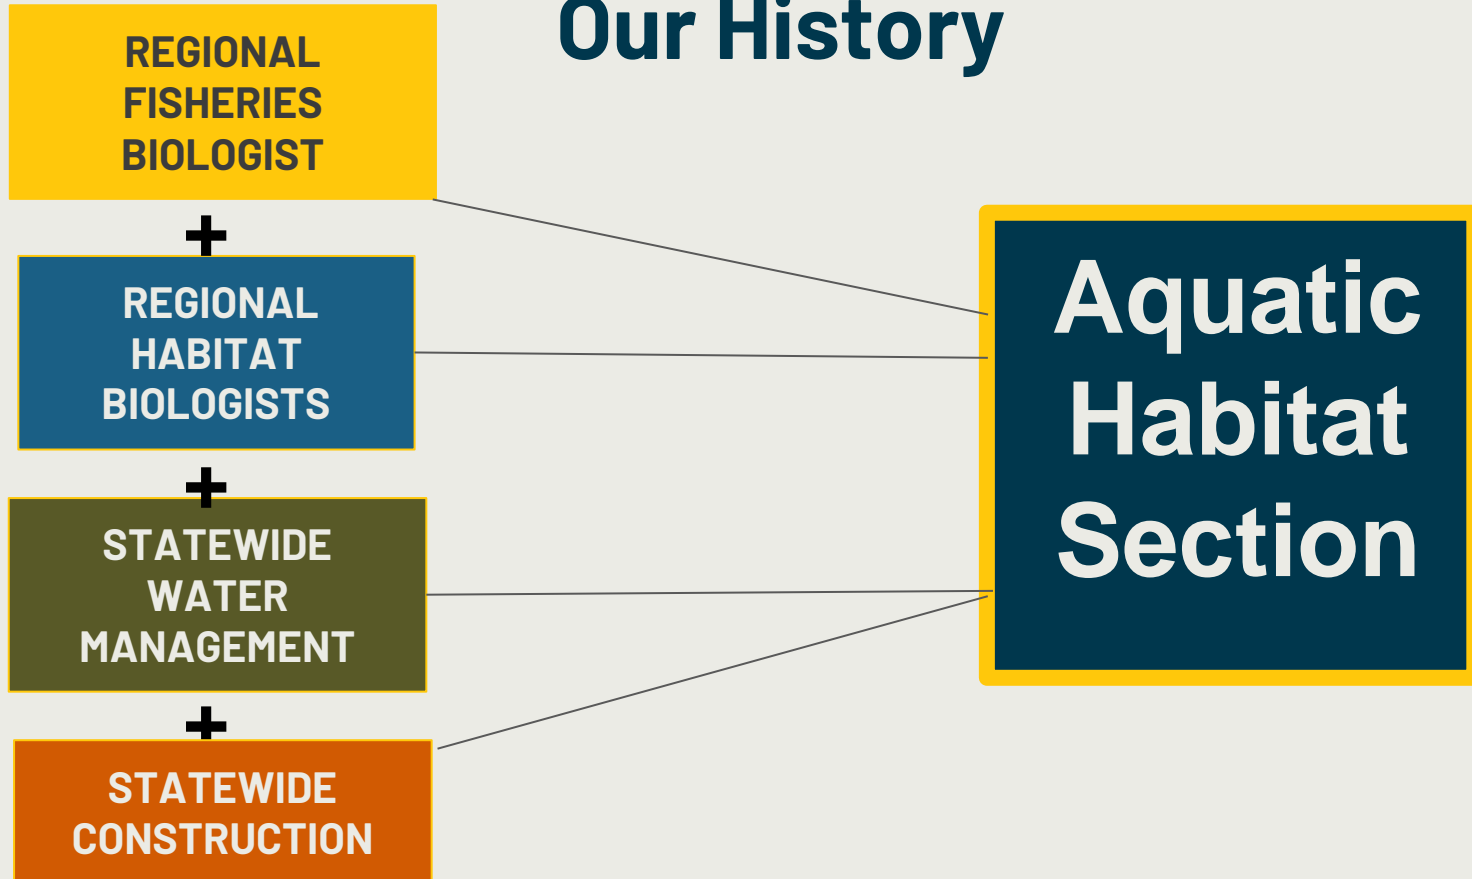 Our History
REGIONAL
FISHERIES
BIOLOGIST
+
REGIONAL
HABITAT
BIOLOGISTS
+
STATEWIDE
WATER
MANAGEMENT
+
STATEWIDE
CONSTRUCTION
Aquatic
Habitat
Section